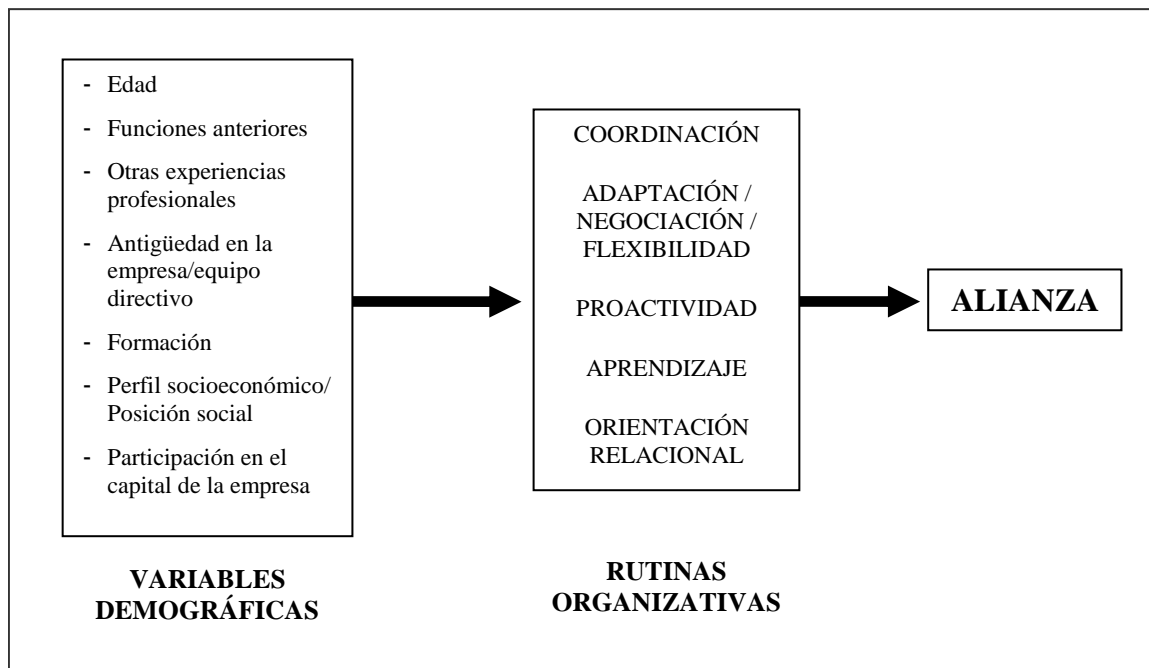 - Edad
- Funciones anteriores
- Otras experiencias
profesionales
- Antigüedad en la
empresa/equipo
directivo
- Formación
- Perfil socioeconómico/
Posición social
- Participación en el
capital de la empresa
VARIABLES
DEMOGRÁFICAS
COORDINACIÓN
ADAPTACIÓN /
NEGOCIACIÓN /
FLEXIBILIDAD
PROACTIVIDAD
APRENDIZAJE
ORIENTACIÓN
RELACIONAL
RUTINAS
ORGANIZATIVAS
ALIANZA